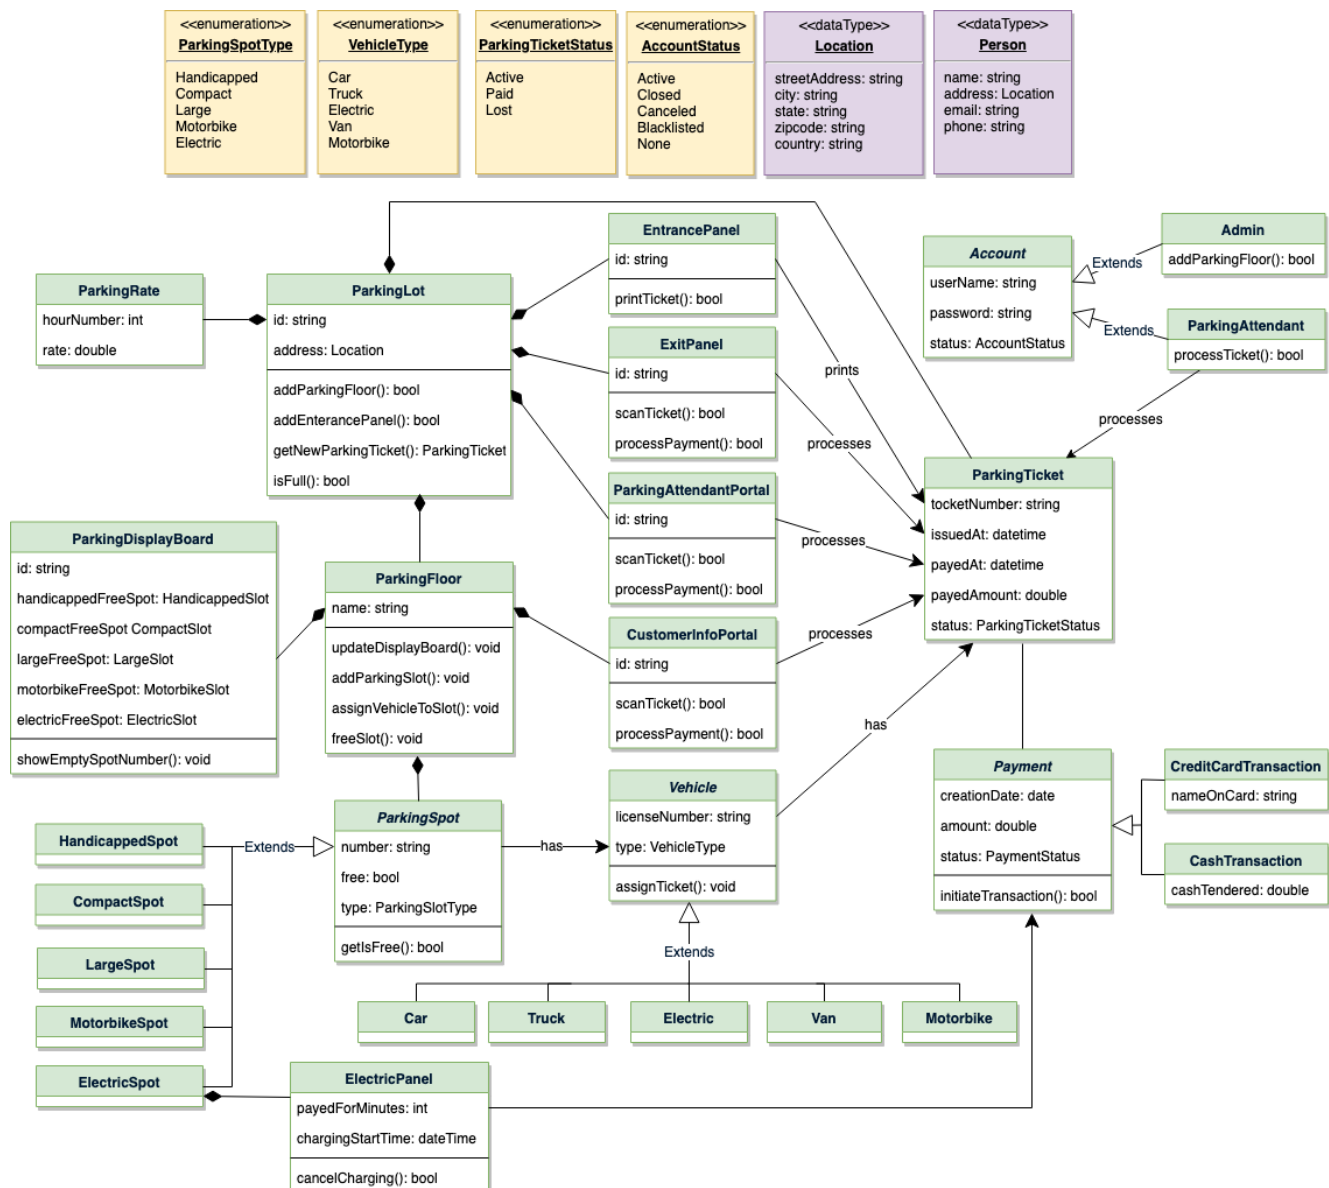 <<enumeration>>
ParkingSpotType
Handicapped
Compact
Large
Motorbike
Electric
<<enumeration>>
VehicleType
Car
Truck
Electric
Van
Motorbike
<<enumeration>>
ParkingTicketStatus
Active
Paid
Lost
<<enumeration>>
AccountStatus
Active
Closed
Canceled
Blacklisted
None
<<dataType>>
Location
streetAddress: string
city: string
state: string
zipcode: string
country: string
<<dataType>>
Person
name: string
address: Location
email: string
phone: string
ParkingRate
hourNumber: int
rate: double
ParkingLot
id: string
address: Location
addParkingFloor(): bool
addEnterancePanel(): bool
getNewParkingTicket(): ParkingTicket
isFull(): bool
EntrancePanel
id: string
printTicket(): bool
ExitPanel
id: string
scanTicket(): bool
processPayment(): bool
ParkingAttendantPortal
id: string
scanTicket(): bool
processPayment(): bool
prints
processes
processes
processes
Account
userName: string
password: string
status: AccountStatus
Extends
Extends
Admin
addParkingFloor(): bool
ParkingAttendant
processTicket(): bool
processes
ParkingTicket
tocketNumber: string
issuedAt: datetime
payedAt: datetime
payedAmount: double
status: ParkingTicketStatus
ParkingDisplayBoard
id: string
handicappedFreeSpot: HandicappedSlot
compactFreeSpot CompactSlot
largeFreeSpot: LargeSlot
motorbikeFreeSpot: MotorbikeSlot
electricFreeSpot: ElectricSlot
showEmptySpotNumber(): void
ParkingFloor
name: string
updateDisplayBoard(): void
addParkingSlot(): void
assignVehicleToSlot(): void
freeSlot(): void
CustomerInfoPortal
id: string
scanTicket(): bool
processPayment(): bool
has
Payment
creationDate: date
amount: double
status: PaymentStatus
initiateTransaction(): bool
CreditCardTransaction
nameOnCard: string
CashTransaction
cashTendered: double
HandicappedSpot
CompactSpot
LargeSpot
MotorbikeSpot
ElectricSpot
Extends
ParkingSpot
number: string
free: bool
type: ParkingSlotType
getIsFree(): bool
has
Vehicle
licenseNumber: string
type: VehicleType
assignTicket(): void
Extends
Car
Truck
Electric
Van
Motorbike
ElectricPanel
payedForMinutes: int
chargingStartTime: dateTime
cancelCharging(): bool